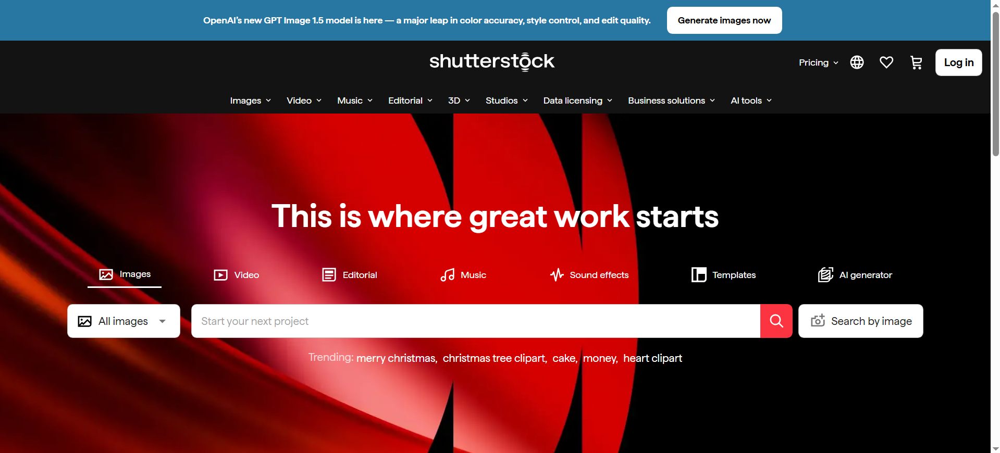 OpenAI's new GPT Image 1.5 model is here — a major leap in color accuracy, style control, and edit quality.
Generate images now
shutterstock
Pricing
Log in
Images
Video
Music
Editorial
3D
Studios
Data licensing
Business solutions
AI tools
This is where great work starts
Images
Video
Editorial
Music
Sound effects
Templates
AI generator
All images
Start your next project
Search by image
Trending: merry christmas, christmas tree clipart, cake, money, heart clipart